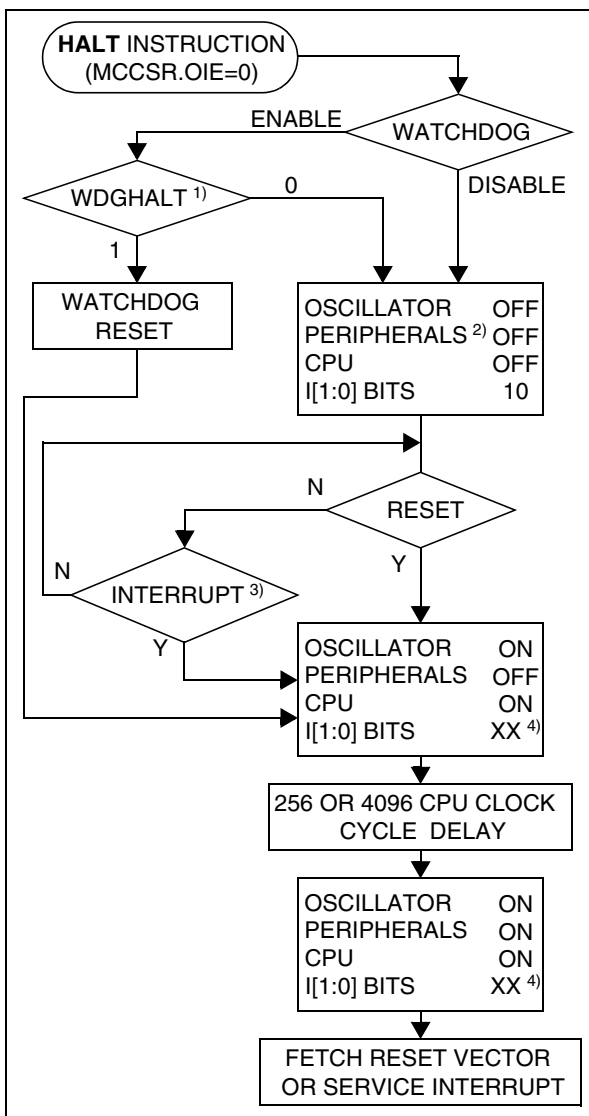 HALT INSTRUCTION
(MCCSR.OIE=0)
ENABLE
WATCHDOG
WDGHALT 1)
0
DISABLE
1
WATCHDOG
RESET
OSCILLATOR OFF
PERIPHERALS 2) OFF
CPU OFF
I[1:0] BITS 10
N
RESET
N
Y
INTERRUPT 3)
Y
OSCILLATOR ON
PERIPHERALS OFF
CPU ON
I[1:0] BITS XX 4)
256 OR 4096 CPU CLOCK
CYCLE DELAY
OSCILLATOR ON
PERIPHERALS ON
CPU ON
I[1:0] BITS XX 4)
FETCH RESET VECTOR
OR SERVICE INTERRUPT